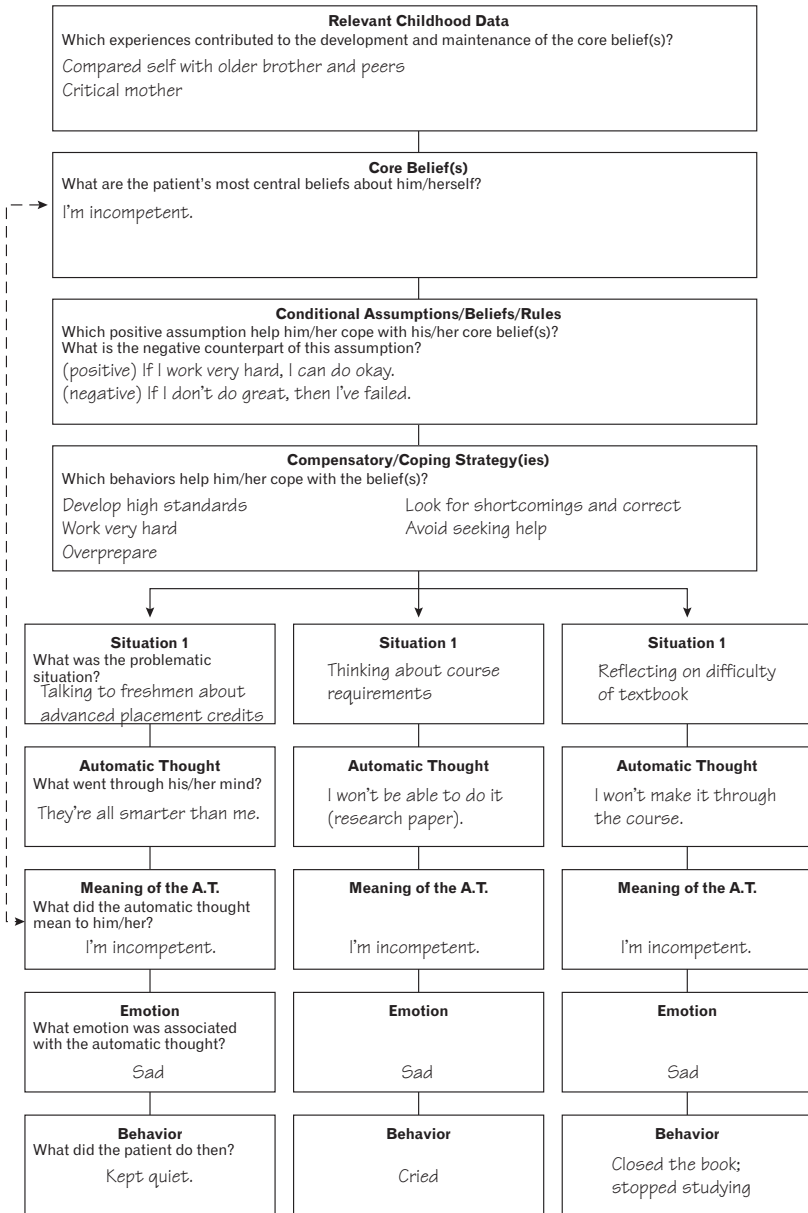 Relevant Childhood Data
Which experiences contributed to the development and maintenance of the core belief(s)?
Compared self with older brother and peers
Critical mother
Core Belief(s)
What are the patient's most central beliefs about him/herself?
I'm incompetent.
Conditional Assumptions/Beliefs/Rules
Which positive assumption help him/her cope with his/her core belief(s)?
What is the negative counterpart of this assumption?
(positive) If I work very hard, I can do okay.
(negative) If I don't do great, then I've failed.
Compensatory/Coping Strategy(ies)
Which behaviors help him/her cope with the belief(s)?
Develop high standards
Work very hard
Overprepare
Look for shortcomings and correct
Avoid seeking help
Situation 1
What was the problematic
situation?
Talking to freshmen about
advanced placement credits
Situation 1
Thinking about course
requirements
Situation 1
Reflecting on difficulty
of textbook
Automatic Thought
What went through his/her mind?
They're all smarter than me.
Automatic Thought
I won't be able to do it
(research paper).
Automatic Thought
I won't make it through
the course.
Meaning of the A.T.
What did the automatic thought
mean to him/her?
I'm incompetent.
Meaning of the A.T.
I'm incompetent.
Meaning of the A.T.
I'm incompetent.
Emotion
What emotion was associated
with the automatic thought?
Sad
Emotion
Sad
Emotion
Sad
Behavior
What did the patient do then?
Kept quiet.
Behavior
Cried
Behavior
Closed the book;
stopped studying